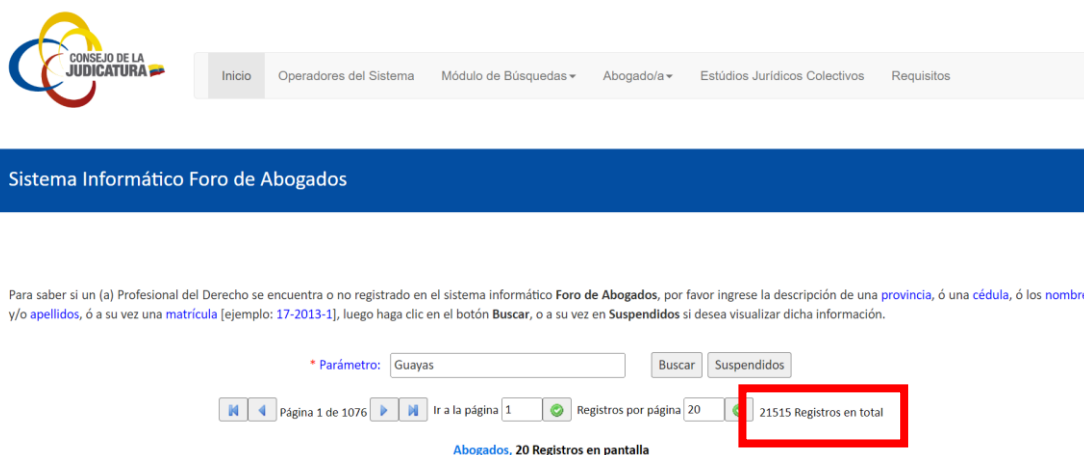 CONSEJO DE LA
JUDICATURA
Inicio Operadores del Sistema Módulo de Búsquedas Abogado/a Estúdios Jurídicos Colectivos Requisitos
Sistema Informático Foro de Abogados
Para saber si un (a) Profesional del Derecho se encuentra o no registrado en el sistema informático Foro de Abogados, por favor ingrese la descripción de una provincia, ó una cédula, ó los nombre
y/o apellidos, ó a su vez una matrícula [ejemplo: 17-2013-1], luego haga clic en el botón Buscar, o a su vez en Suspendidos si desea visualizar dicha información.
* Parámetro: Guayas Buscar Suspendidos
Página 1 de 1076 Ir a la página 1 Registros por página 20 21515 Registros en total
Abogados, 20 Registros en pantalla